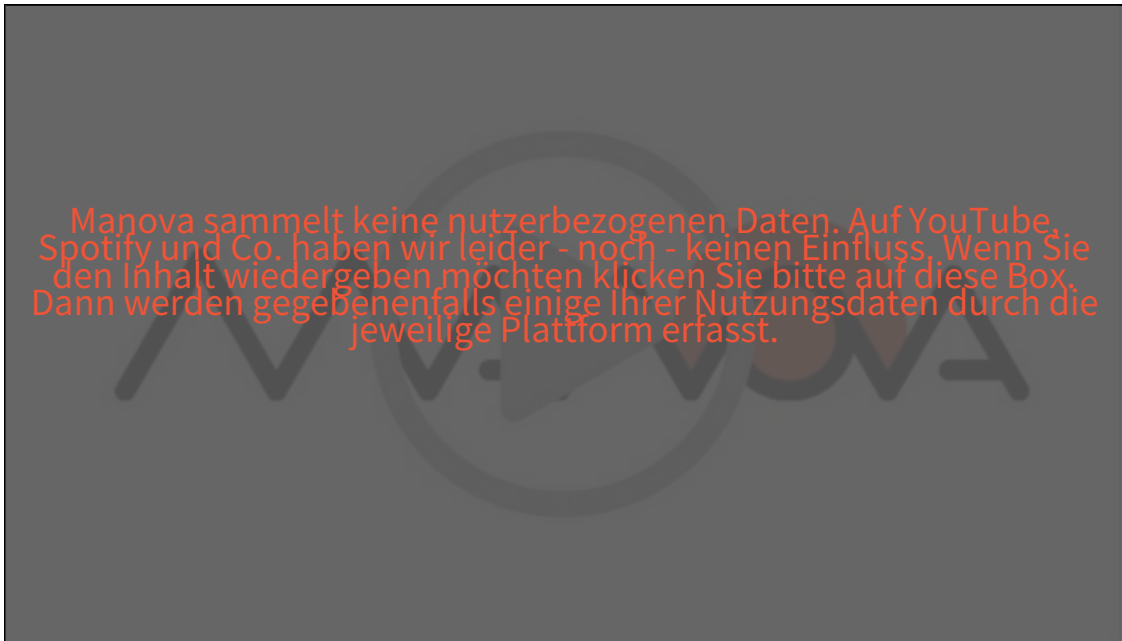 Manova sammelt keine nutzerbezogenen Daten. Auf YouTube,
Spotify und Co. haben wir leider - noch - keinen Einfluss. Wenn Sie
den Inhalt wiedergeben möchten klicken Sie bitte auf diese Box.
Dann werden gegebenenfalls einige Ihrer Nutzungsdaten durch die
jeweilige Plattform erfasst.
MANOVA